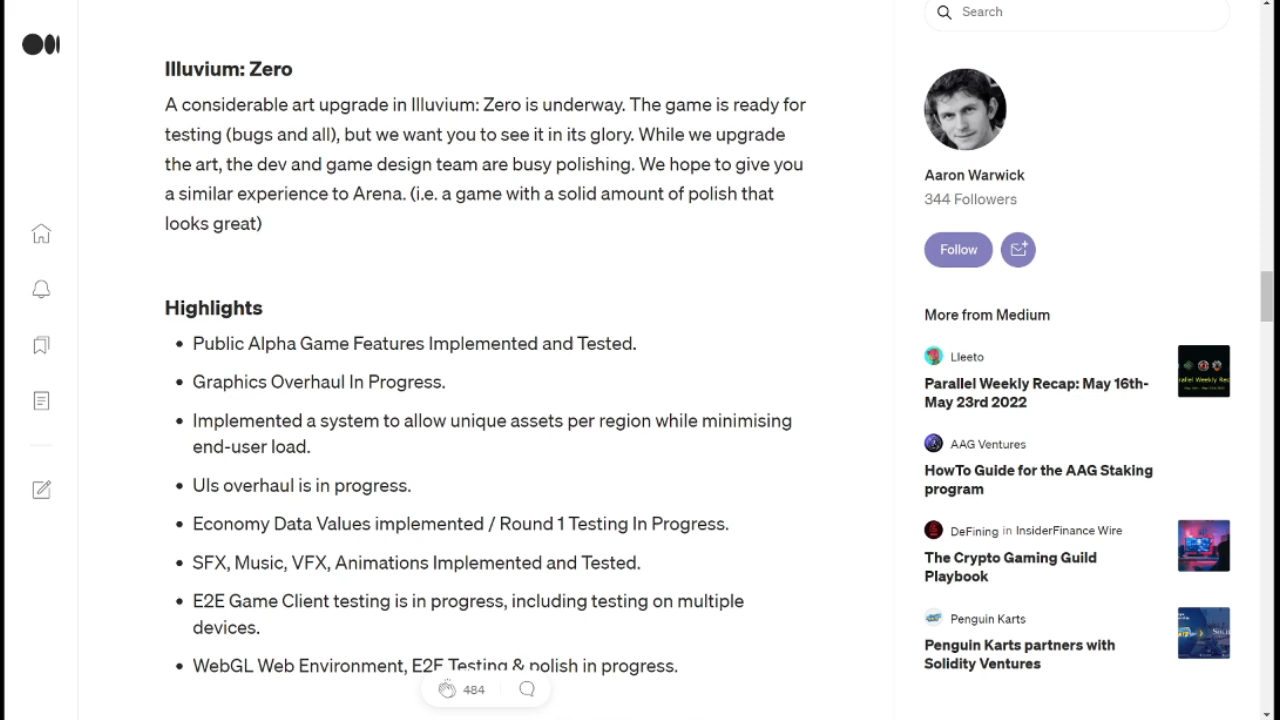 Search
Illuvium: Zero
A considerable art upgrade in Illuvium: Zero is underway. The game is ready for
testing (bugs and all), but we want you to see it in its glory. While we upgrade
the art, the dev and game design team are busy polishing. We hope to give you
a similar experience to Arena. (i.e. a game with a solid amount of polish that
looks great)
Highlights
Public Alpha Game Features Implemented and Tested.
Graphics Overhaul In Progress.
Implemented a system to allow unique assets per region while minimising
end-user load.
UIs overhaul is in progress.
Economy Data Values implemented / Round 1 Testing In Progress.
SFX, Music, VFX, Animations Implemented and Tested.
E2E Game Client testing is in progress, including testing on multiple
devices.
WebGL Web Environment, E2E Testing & polish in progress.
484
Aaron Warwick
344 Followers
Follow
More from Medium
Lleeto
Parallel Weekly Recap: May 16th-
May 23rd 2022
AAG Ventures
HowTo Guide for the AAG Staking
program
DeFining in InsiderFinance Wire
The Crypto Gaming Guild
Playbook
Penguin Karts
Penguin Karts partners with
Solidity Ventures